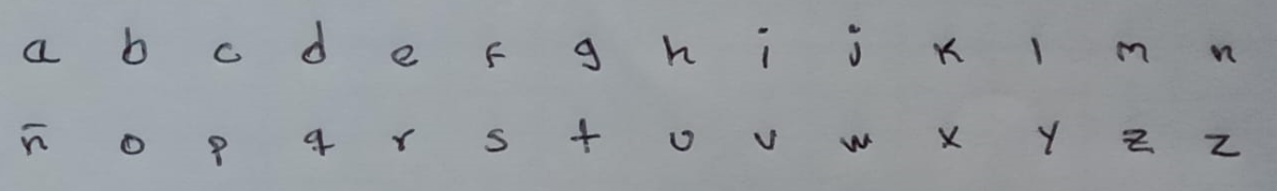 a b c d e f g h i j k l m n
ñ o p q r s t u v w x y z z